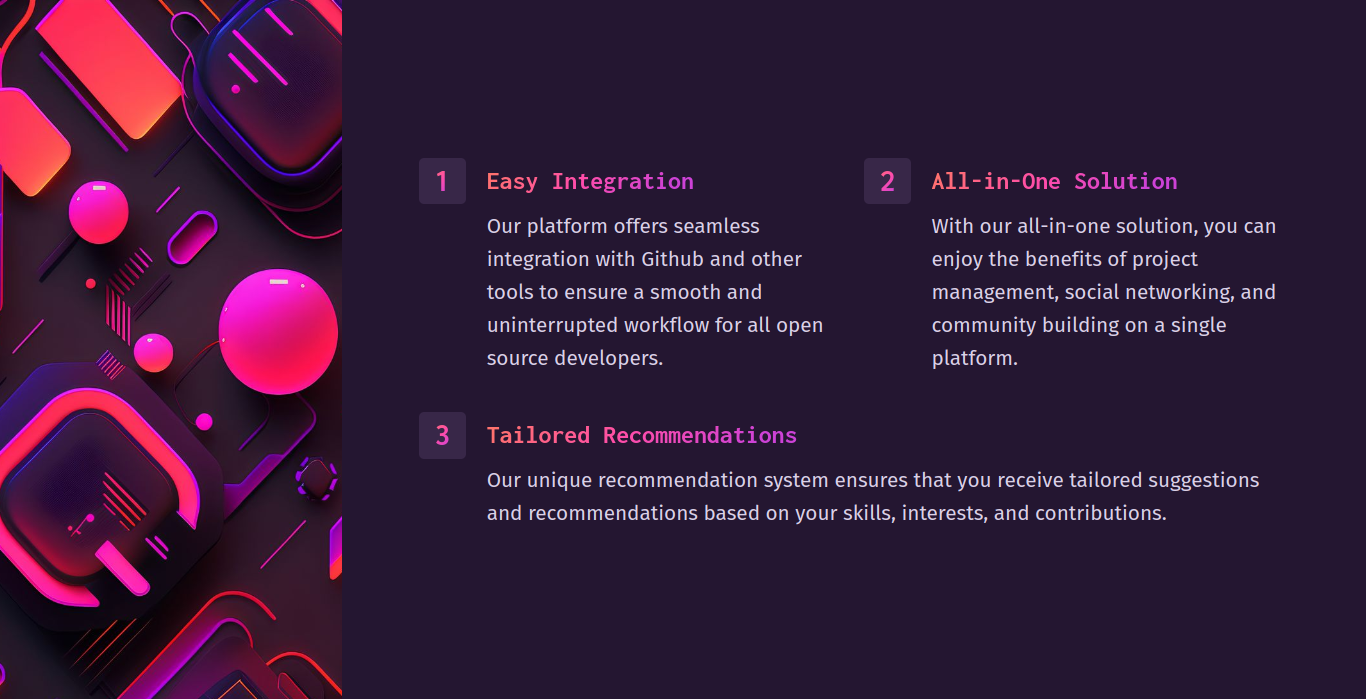 1
Easy Integration
Our platform offers seamless
integration with Github and other
tools to ensure a smooth and
uninterrupted workflow for all open
source developers.
2
All-in-One Solution
With our all-in-one solution, you can
enjoy the benefits of project
management, social networking, and
community building on a single
platform.
3
Tailored Recommendations
Our unique recommendation system ensures that you receive tailored suggestions
and recommendations based on your skills, interests, and contributions.